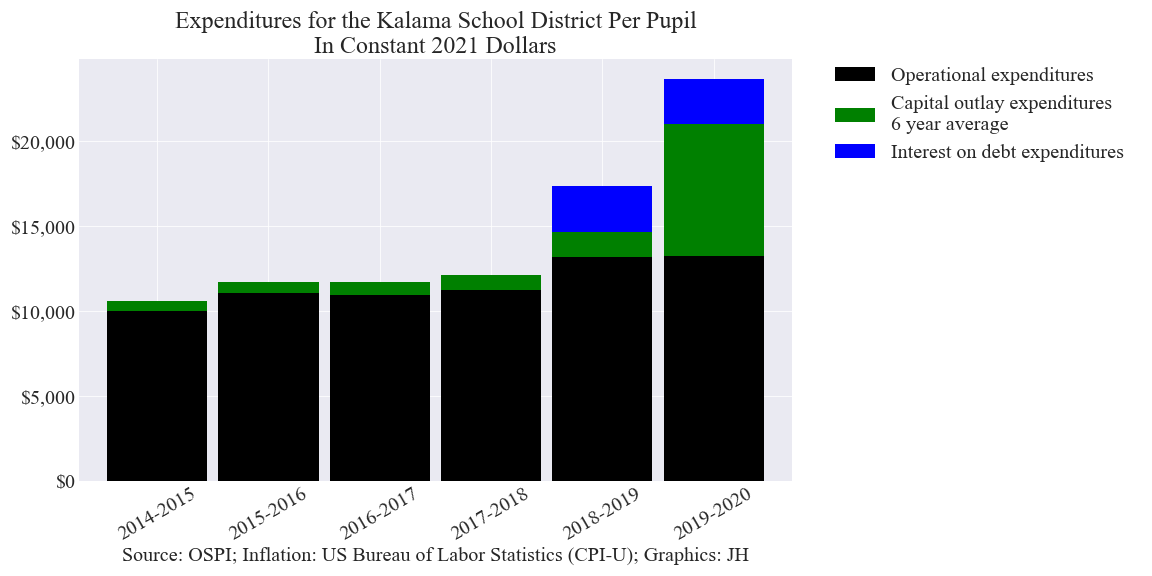 Expenditures for the Kalama School District Per Pupil
In Constant 2021 Dollars
Operational expenditures
Capital outlay expenditures
6 year average
Interest on debt expenditures
$20,000
$15,000
$10,000
$5,000
$0
2014-2015
2015-2016
2016-2017
2017-2018
2018-2019
2019-2020
Source: OSPI; Inflation: US Bureau of Labor Statistics (CPI-U); Graphics: JH